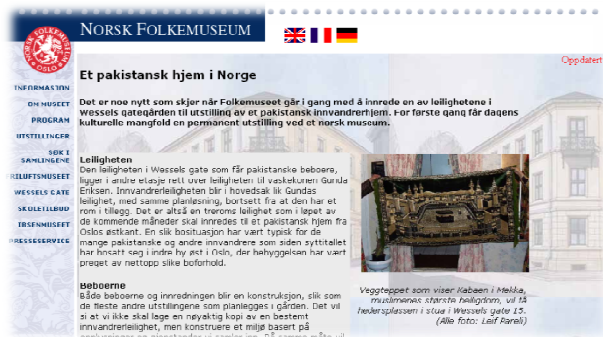 NORSK FOLKEMUSEUM
NORSK FOLKEMUSEUM OSLO
Oppdatert
INFORMASJON
OM MUSEET
PROGRAM
UTSTILLINGER
SØK I
SAMLINGENE
FRILUFTSMUSEET
WESSELS GATE
SKOLETILBUD
IBSENMUSEET
PRESSESERVICE
Et pakistansk hjem i Norge
Det er noe nytt som skjer når Folkemuseet går i gang med å innrede en av leilighetene i
Wessels gategården til utstilling av et pakistansk innvandrerhjem. For første gang får dagens
kulturelle mangfold en permanent utstilling ved et norsk museum.
Leiligheten
Den leiligheten i Wessels gate som får pakistanske beboere,
ligger i andre etasje rett over leiligheten til vaskekonen Gunda
Eriksen. Innvandrerleiligheten blir i hovedsak lik Gundas
leilighet, med samme planløsning, bortsett fra at den har et
rom i tillegg. Det er altså en treroms leilighet som i løpet av
de kommende måneder skal innredes til et pakistansk hjem fra
Oslos østkant. En slik bosituasjon har vært typisk for de
mange pakistanske og andre innvandrere som siden syttitallet
har bosatt seg i indre by øst i Oslo, der bebyggelsen har vært
preget av nettopp slike boforhold.
Beboerne
Både beboerne og innredningen blir en konstruksjon, slik som
de fleste andre utstillingene som planlegges i gården. Det vil
si at vi ikke skal lage en nøyaktig kopi av en bestemt
innvandrerleilighet, men konstruere et miljø basert på
Veggteppet som viser Kabaen i Mekka,
muslimenes største helligdom, vil få
hedersplassen i stua i Wessels gate 15.
(Alle foto: Leif Pareli)